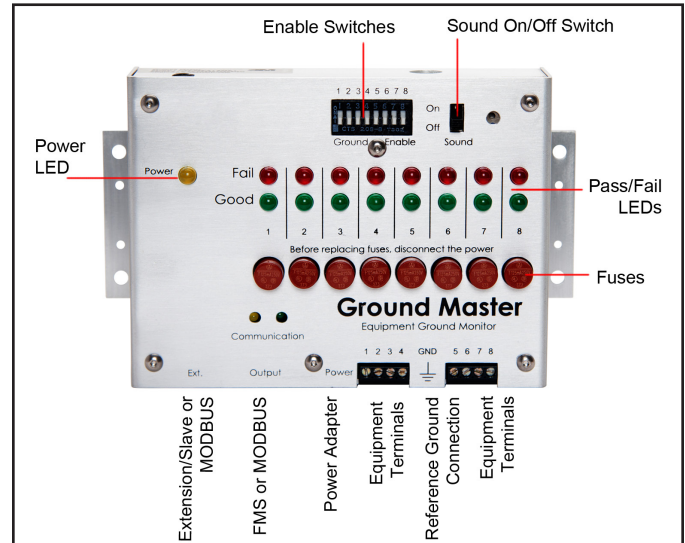 Enable Switches
Sound On/Off Switch
1 2 3 4 5 6 7 8
On
Off
Ground Enable
Sound
Power
LED
Power
Fail
Good
Pass/Fail
LEDs
1 2 3 4 5 6 7 8
Before replacing fuses, disconnect the power
Fuses
Ground Master
Equipment Ground Monitor
Communication
1 2 3 4 GND 5 6 7 8
Ext. Output Power
Extension/Slave or
MODBUS
FMS or MODBUS
Power Adapter
Equipment
Terminals
Reference Ground
Connection
Equipment
Terminals